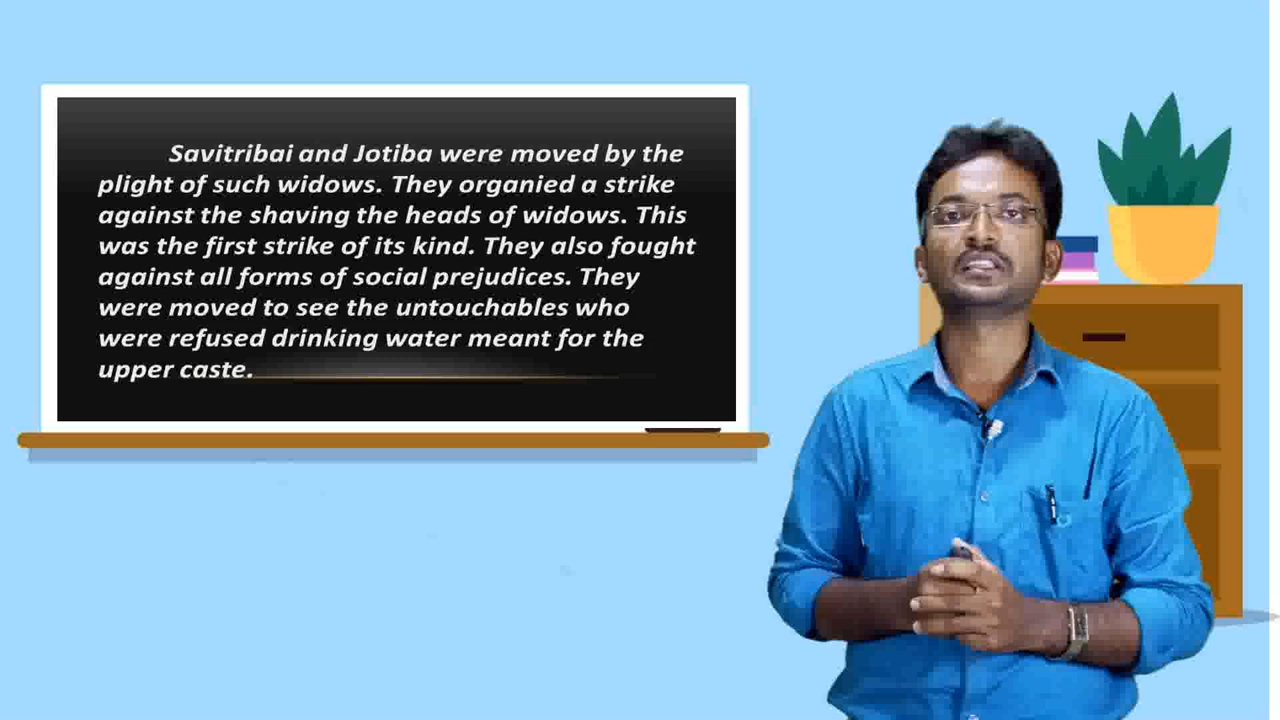 Savitribai and Jotiba were moved by the
plight of such widows. They organied a strike
against the shaving the heads of widows. This
was the first strike of its kind. They also fought
against all forms of social prejudices. They
were moved to see the untouchables who
were refused drinking water meant for the
upper caste.